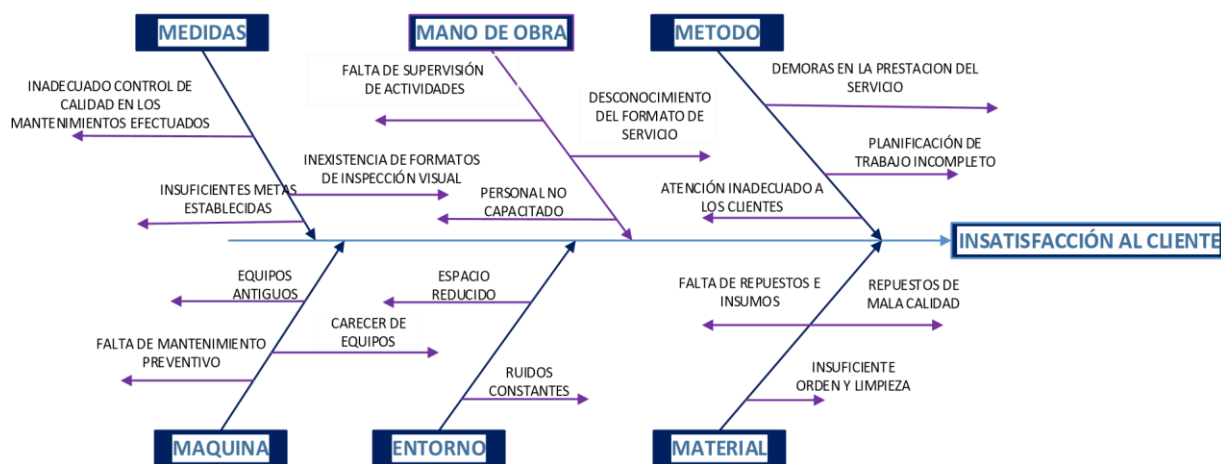 MEDIDAS
MANO DE OBRA
METODO
INADECUADO CONTROL DE
CALIDAD EN LOS
MANTENIMIENTOS EFECTUADOS
INEXISTENCIA DE FORMATOS
DE INSPECCIÓN VISUAL
INSUFICIENTES METAS
ESTABLECIDAS
FALTA DE SUPERVISIÓN
DE ACTIVIDADES
DESCONOCIMIENTO
DEL FORMATO DE
SERVICIO
PERSONAL NO
CAPACITADO
DEMORAS EN LA PRESTACION DEL
SERVICIO
PLANIFICACIÓN DE
TRABAJO INCOMPLETO
ATENCIÓN INADECUADO A
LOS CLIENTES
INSATISFACCIÓN AL CLIENTE
EQUIPOS
ANTIGUOS
CARECER DE
EQUIPOS
FALTA DE MANTENIMIENTO
PREVENTIVO
ESPACIO
REDUCIDO
RUIDOS
CONSTANTES
FALTA DE REPUESTOS E
INSUMOS
REPUESTOS DE
MALA CALIDAD
INSUFICIENTE
ORDEN Y LIMPIEZA
MAQUINA
ENTORNO
MATERIAL